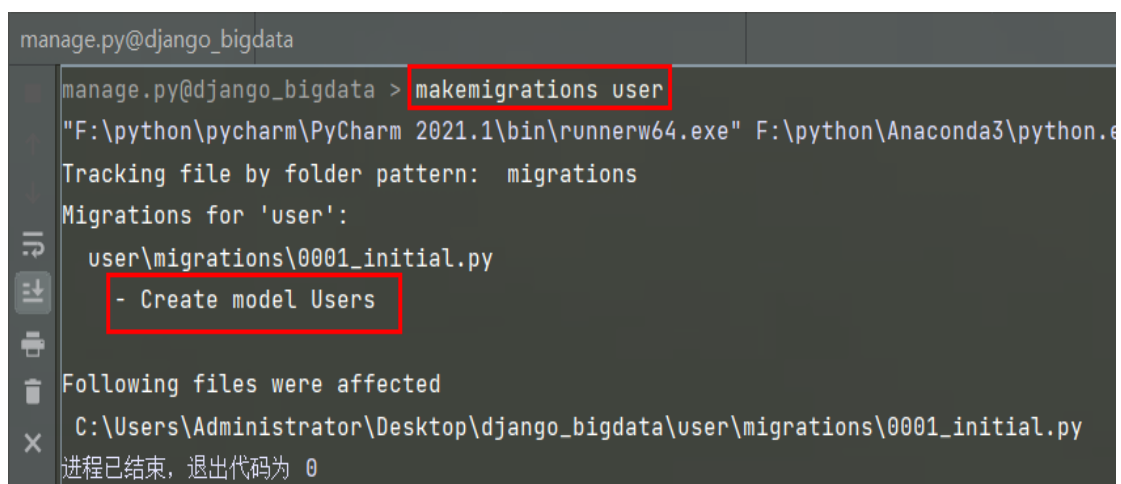 manage.py@django_bigdata
manage.py@django_bigdata > makemigrations user
"F:\python\pycharm\PyCharm 2021.1\bin\runnerw64.exe" F:\python\Anaconda3\python.e
Tracking file by folder pattern:  migrations
Migrations for 'user':
  user\migrations\0001_initial.py
    - Create model Users
Following files were affected
 C:\Users\Administrator\Desktop\django_bigdata\user\migrations\0001_initial.py
进程已结束，退出代码为 0